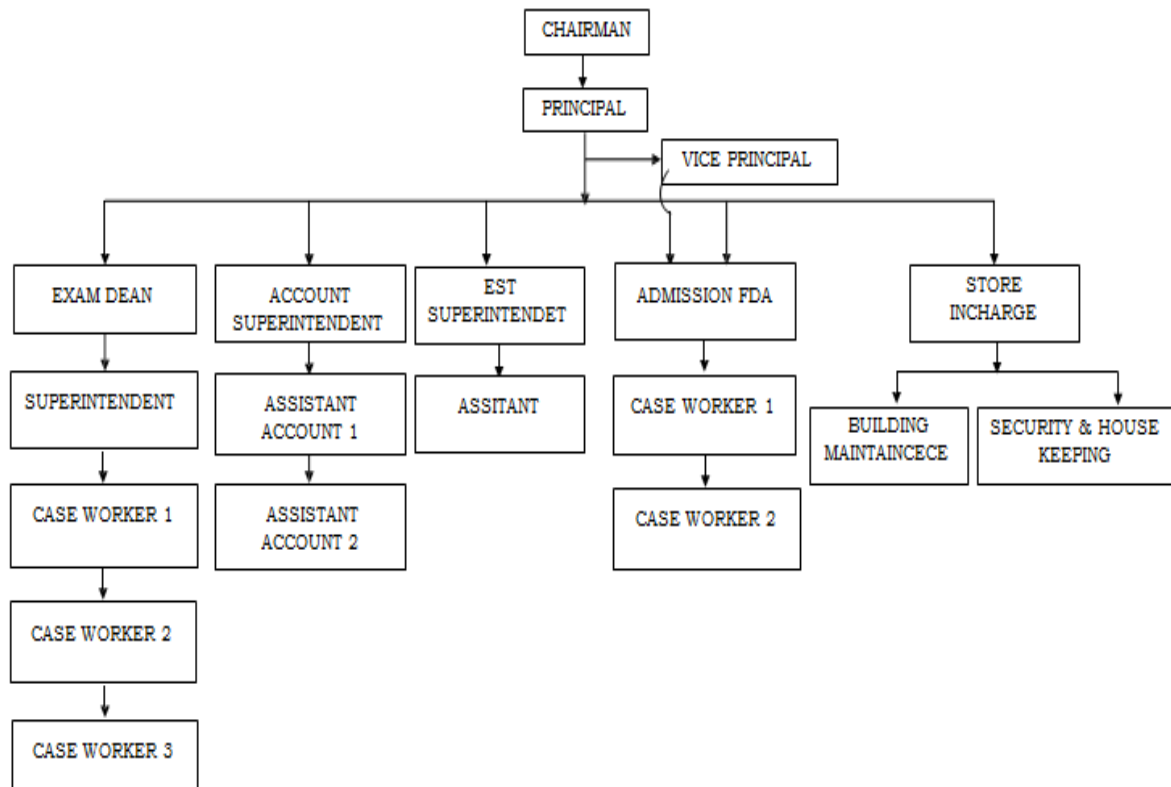 CHAIRMAN
PRINCIPAL
VICE PRINCIPAL
EXAM DEAN
ACCOUNT
SUPERINTENDENT
EST
SUPERINTENDET
ADMISSION FDA
STORE
INCHARGE
SUPERINTENDENT
ASSISTANT
ACCOUNT 1
ASSITANT
CASE WORKER 1
BUILDING
MAINTAINCECE
SECURITY & HOUSE
KEEPING
CASE WORKER 1
ASSISTANT
ACCOUNT 2
CASE WORKER 2
CASE WORKER 2
CASE WORKER 3